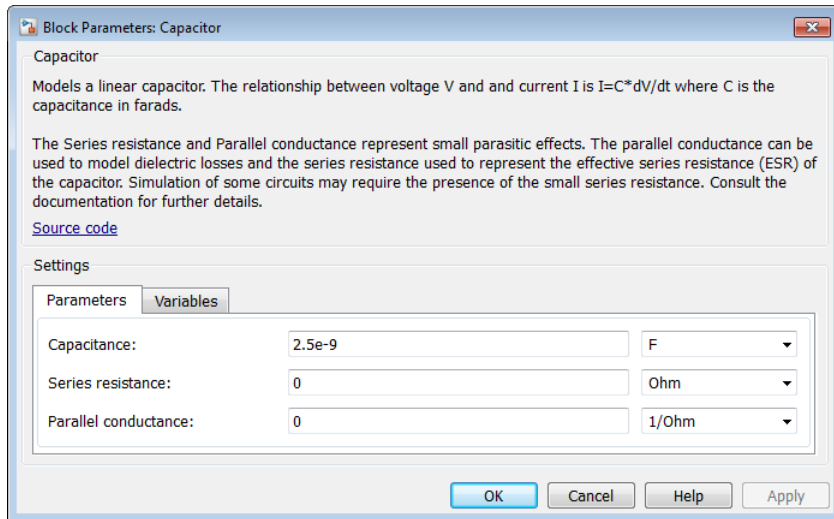 Block Parameters: Capacitor
Capacitor
Models a linear capacitor. The relationship between voltage V and and current I is I=C*dV/dt where C is the
capacitance in farads.
The Series resistance and Parallel conductance represent small parasitic effects. The parallel conductance can be
used to model dielectric losses and the series resistance used to represent the effective series resistance (ESR) of
the capacitor. Simulation of some circuits may require the presence of the small series resistance. Consult the
documentation for further details.
Source code
Settings
Parameters Variables
Capacitance: 2.5e-9 F
Series resistance: 0 Ohm
Parallel conductance: 0 1/Ohm
OK Cancel Help Apply